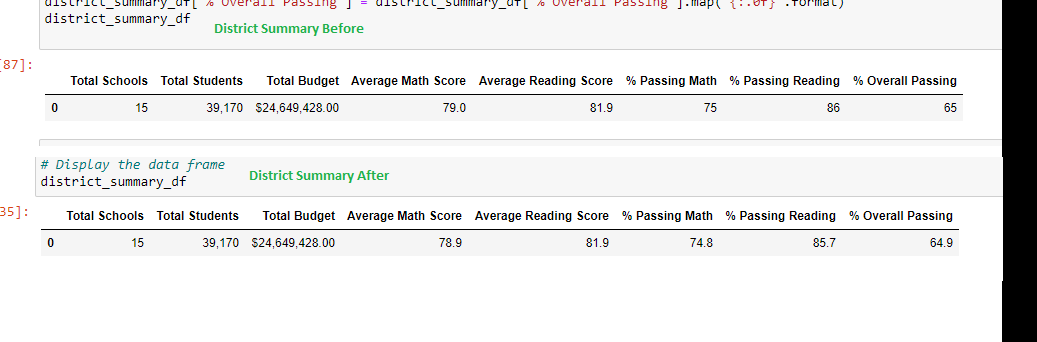 district_summary_df["% Overall Passing"] = district_summary_df["% Overall Passing"].map("{:.0f}".format)
district_summary_df
District Summary Before
[87]:
Total Schools Total Students Total Budget Average Math Score Average Reading Score % Passing Math % Passing Reading % Overall Passing
0 15 39,170 $24,649,428.00 79.0 81.9 75 86 65
# Display the data frame
district_summary_df
District Summary After
35]:
Total Schools Total Students Total Budget Average Math Score Average Reading Score % Passing Math % Passing Reading % Overall Passing
0 15 39,170 $24,649,428.00 78.9 81.9 74.8 85.7 64.9